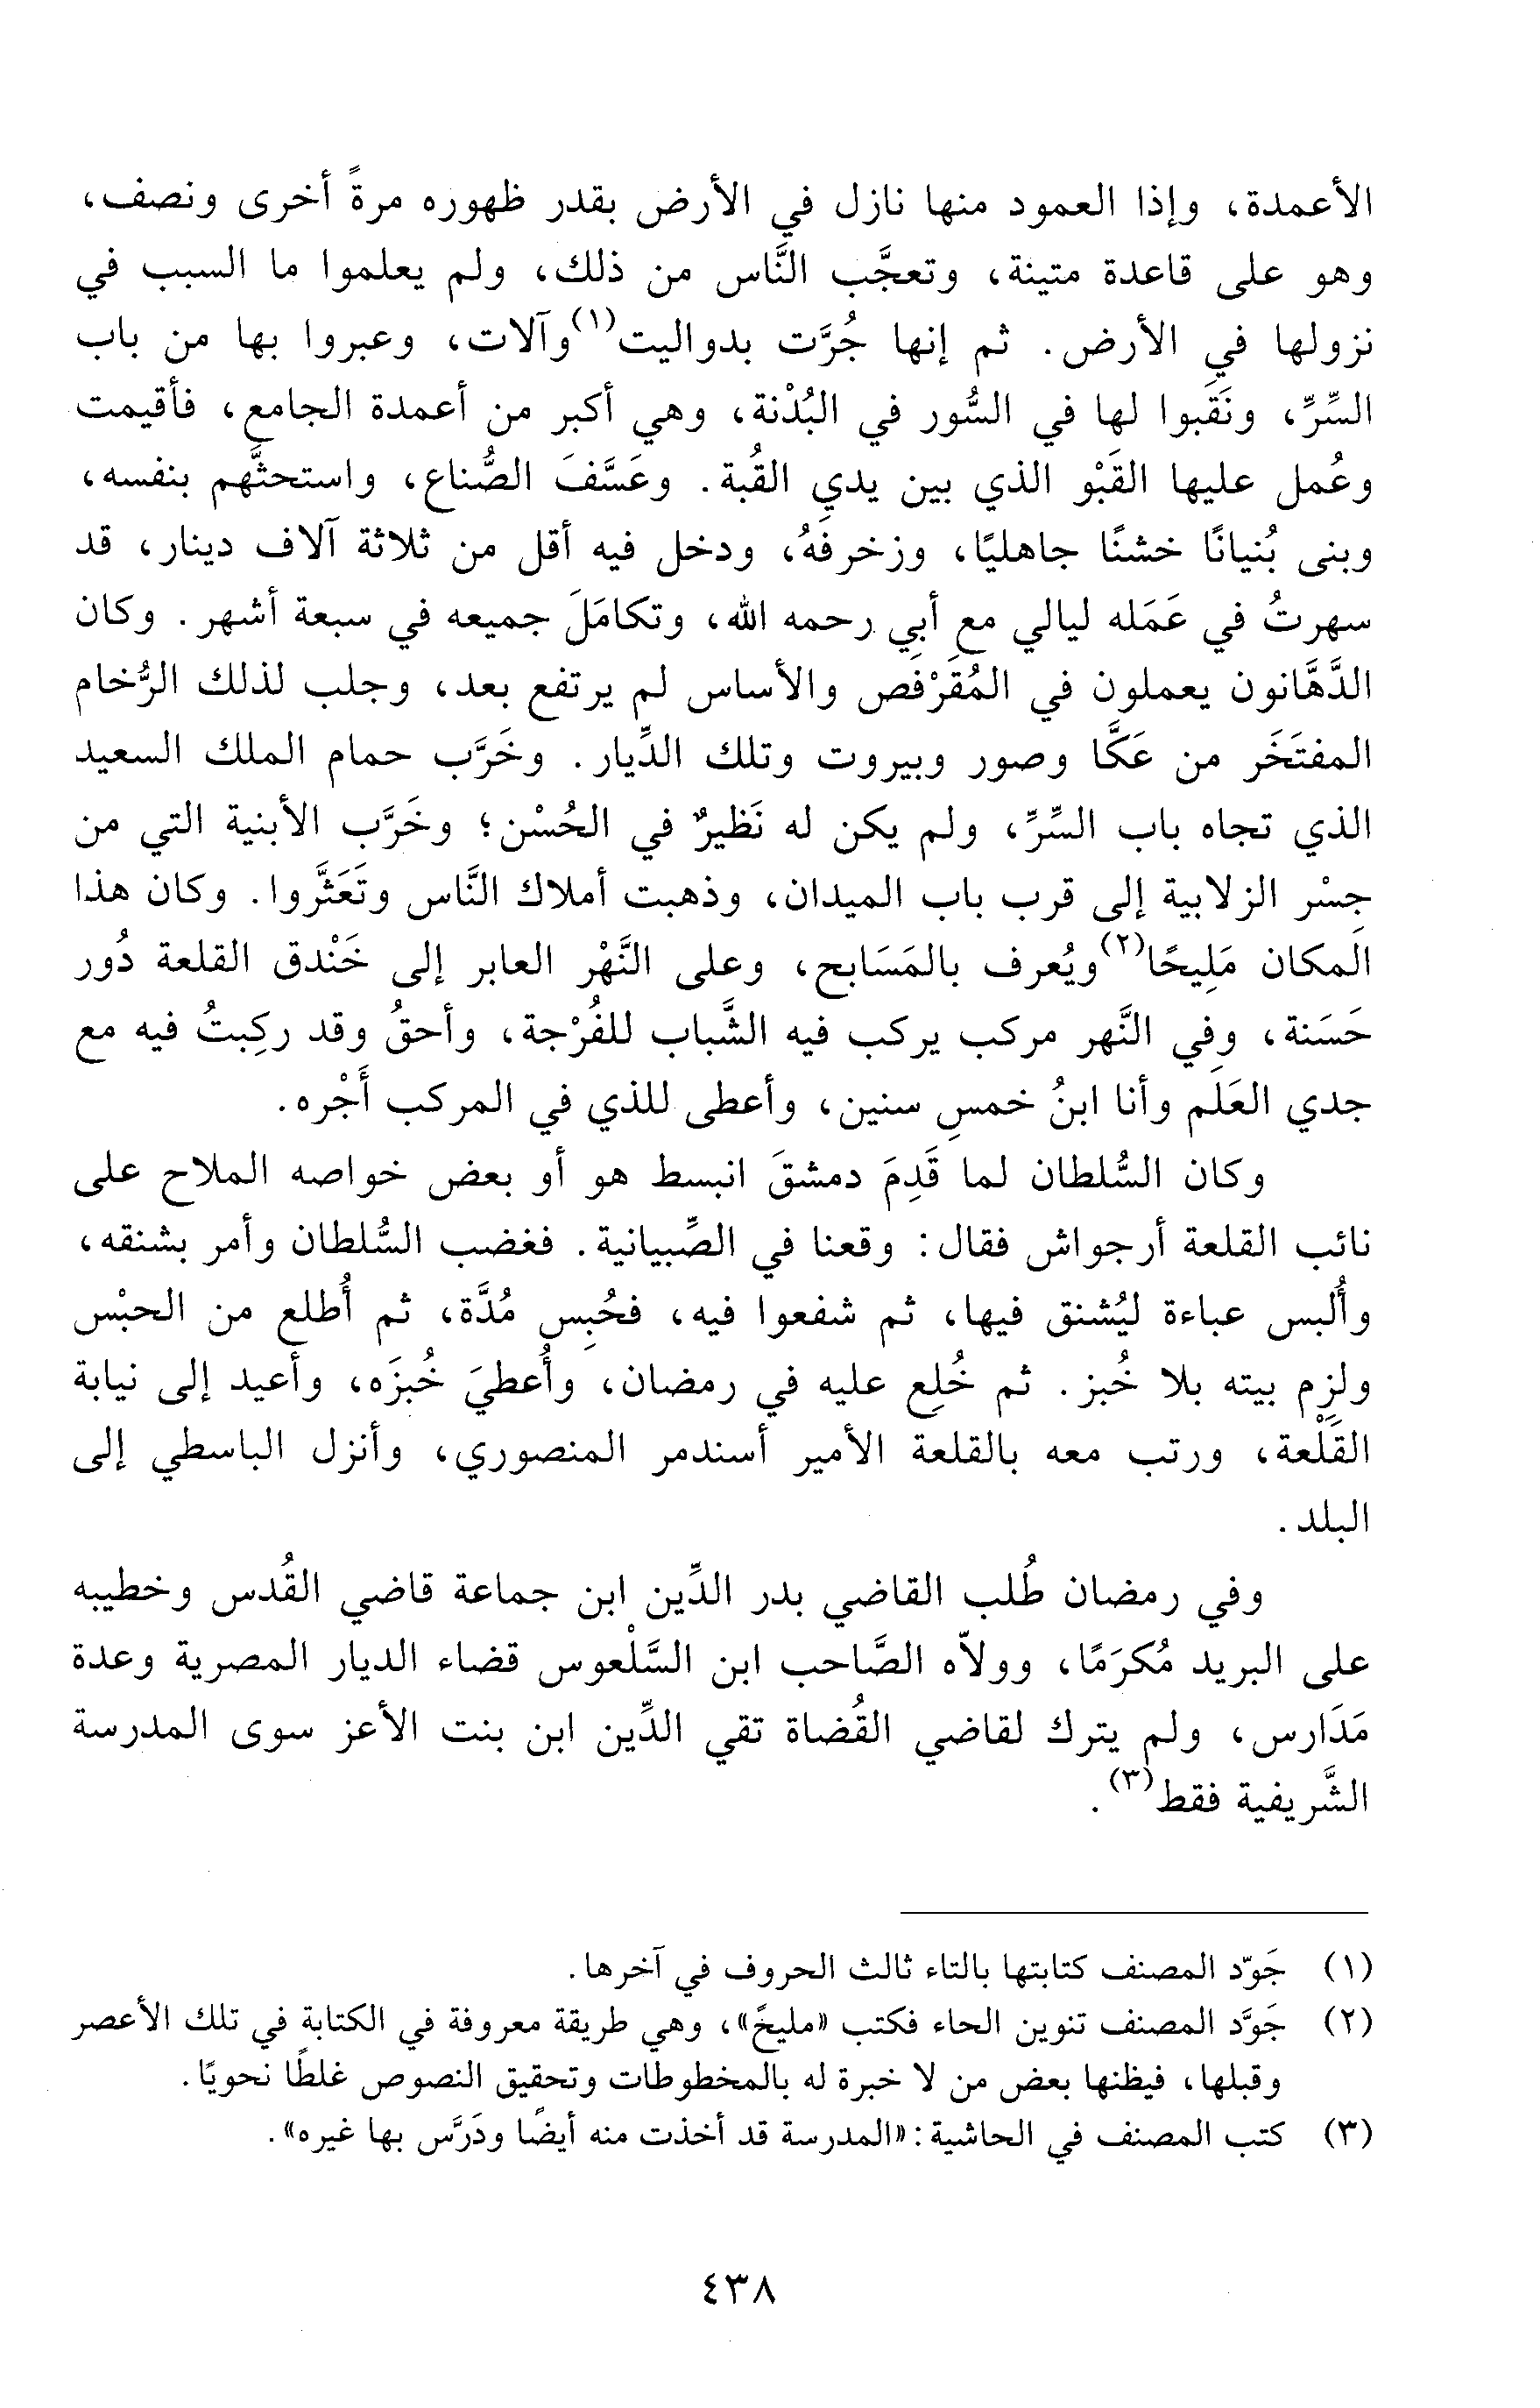 الأعمدة، وإذا العمود منها نازل في الأرض بقدر ظهوره مرةً أخرى ونصف،
وهو على قاعدة متينة، وتعجَّب النَّاس من ذلك، ولم يعلموا ما السبب في
نزولها في الأرض. ثم إنها جُرَّت بدواليت(١) وآلات، وعبروا بها من باب
السِّرِّ، ونَقَبوا لها في السُّور في البُدْنة، وهي أكبر من أعمدة الجامع، فأقيمت
وعُمل عليها القَبْو الذي بين يدي القُبة. وعَسَّفَ الصُّناع، واستحثَّهم بنفسه،
وبنى بُنيانًا خشنًا جاهليًا، وزخرفَهُ، ودخل فيه أقل من ثلاثة آلاف دينار، قد
سهرتُ في عَمَله ليالي مع أبي رحمه الله، وتكامَلَ جميعه في سبعة أشهر. وكان
الدَّهَّانون يعملون في المُقَرْفَص والأساس لم يرتفع بعد، وجلب لذلك الرُّخام
المفتَخَر من عَكَّا وصور وبيروت وتلك الدِّيار. وخَرَّب حمام الملك السعيد
الذي تجاه باب السِّرِّ، ولم يكن له نَظيرٌ في الحُسْن؛ وخَرَّب الأبنية التي من
جِسْر الزلابية إلى قرب باب الميدان، وذهبت أملاك النَّاس وتَعَثَّروا. وكان هذا
المكان مَلِيحًا(٢) ويُعرف بالمَسَابح، وعلى النَّهْر العابر إلى خَنْدق القلعة دُور
حَسَنة، وفي النَّهر مركب يركب فيه الشَّباب للفُرْجة، وأحقُ وقد ركِبتُ فيه مع
جدي العَلَم وأنا ابنُ خمسِ سنين، وأعطى للذي في المركب أَجْره.
وكان السُّلطان لما قَدِمَ دمشقَ انبسط هو أو بعض خواصه الملاح على
نائب القلعة أرجواش فقال: وقعنا في الصِّبيانية. فغضب السُّلطان وأمر بشنقه،
وأُلبس عباءة ليُشنق فيها، ثم شفعوا فيه، فحُبِس مُدَّة، ثم أُطلع من الحبْس
ولزِم بيته بلا خُبز. ثم خُلِع عليه في رمضان، وأُعطيَ خُبزَه، وأعيد إلى نيابة
القَلْعة، ورتب معه بالقلعة الأمير أسندمر المنصوري، وأنزل الباسطي إلى
البلد.
وفي رمضان طُلب القاضي بدر الدِّين ابن جماعة قاضي القُدس وخطيبه
على البريد مُكرَمًا، وولاّه الصَّاحب ابن السَّلْعوس قضاء الديار المصرية وعدة
مَدَارس، ولم يترك لقاضي القُضاة تقي الدِّين ابن بنت الأعز سوى المدرسة
الشَّريفية فقط(٣).
(١) جَوّد المصنف كتابتها بالتاء ثالث الحروف في آخرها.
(٢) جَوَّد المصنف تنوين الحاء فكتب «مليخً»، وهي طريقة معروفة في الكتابة في تلك الأعصر
وقبلها، فيظنها بعض من لا خبرة له بالمخطوطات وتحقيق النصوص غلطًا نحويًا.
(٣) كتب المصنف في الحاشية: «المدرسة قد أخذت منه أيضًا ودَرَّس بها غيره».
٤٣٨